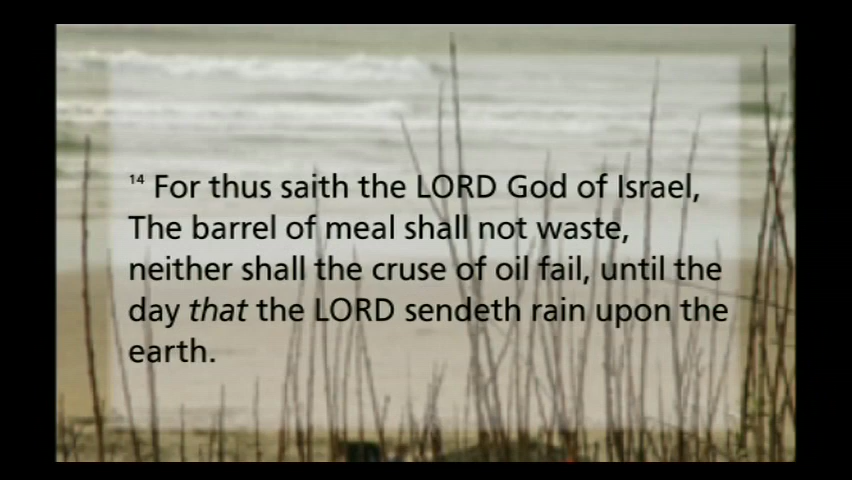 14 For thus saith the LORD God of Israel,
The barrel of meal shall not waste,
neither shall the cruse of oil fail, until the
day that the LORD sendeth rain upon the
earth.